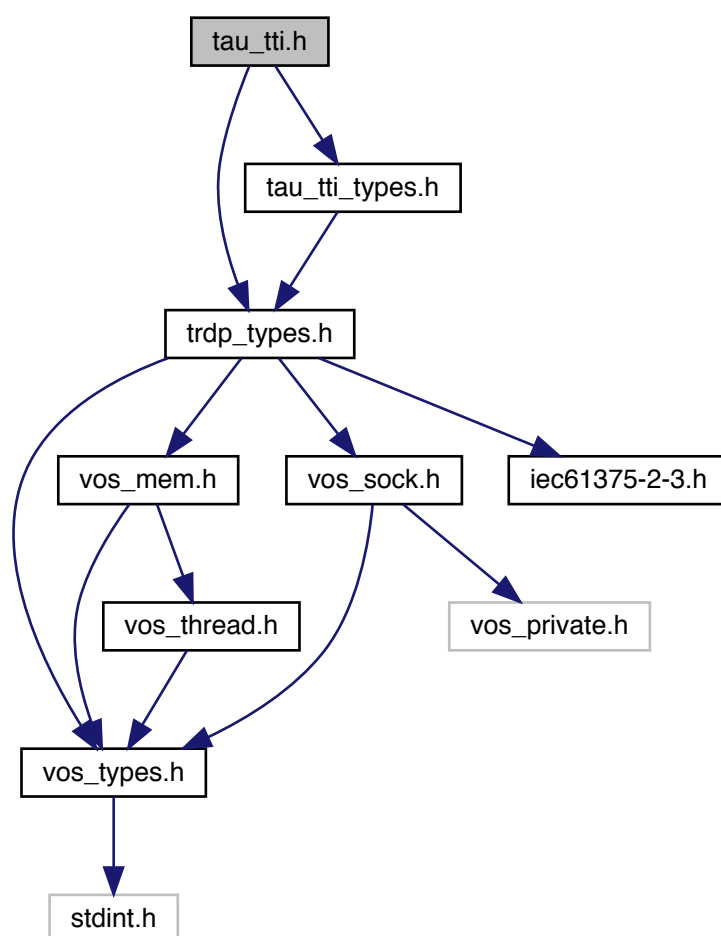 tau_tti.h
tau_tti_types.h
trdp_types.h
vos_mem.h
vos_sock.h
iec61375-2-3.h
vos_thread.h
vos_private.h
vos_types.h
stdint.h